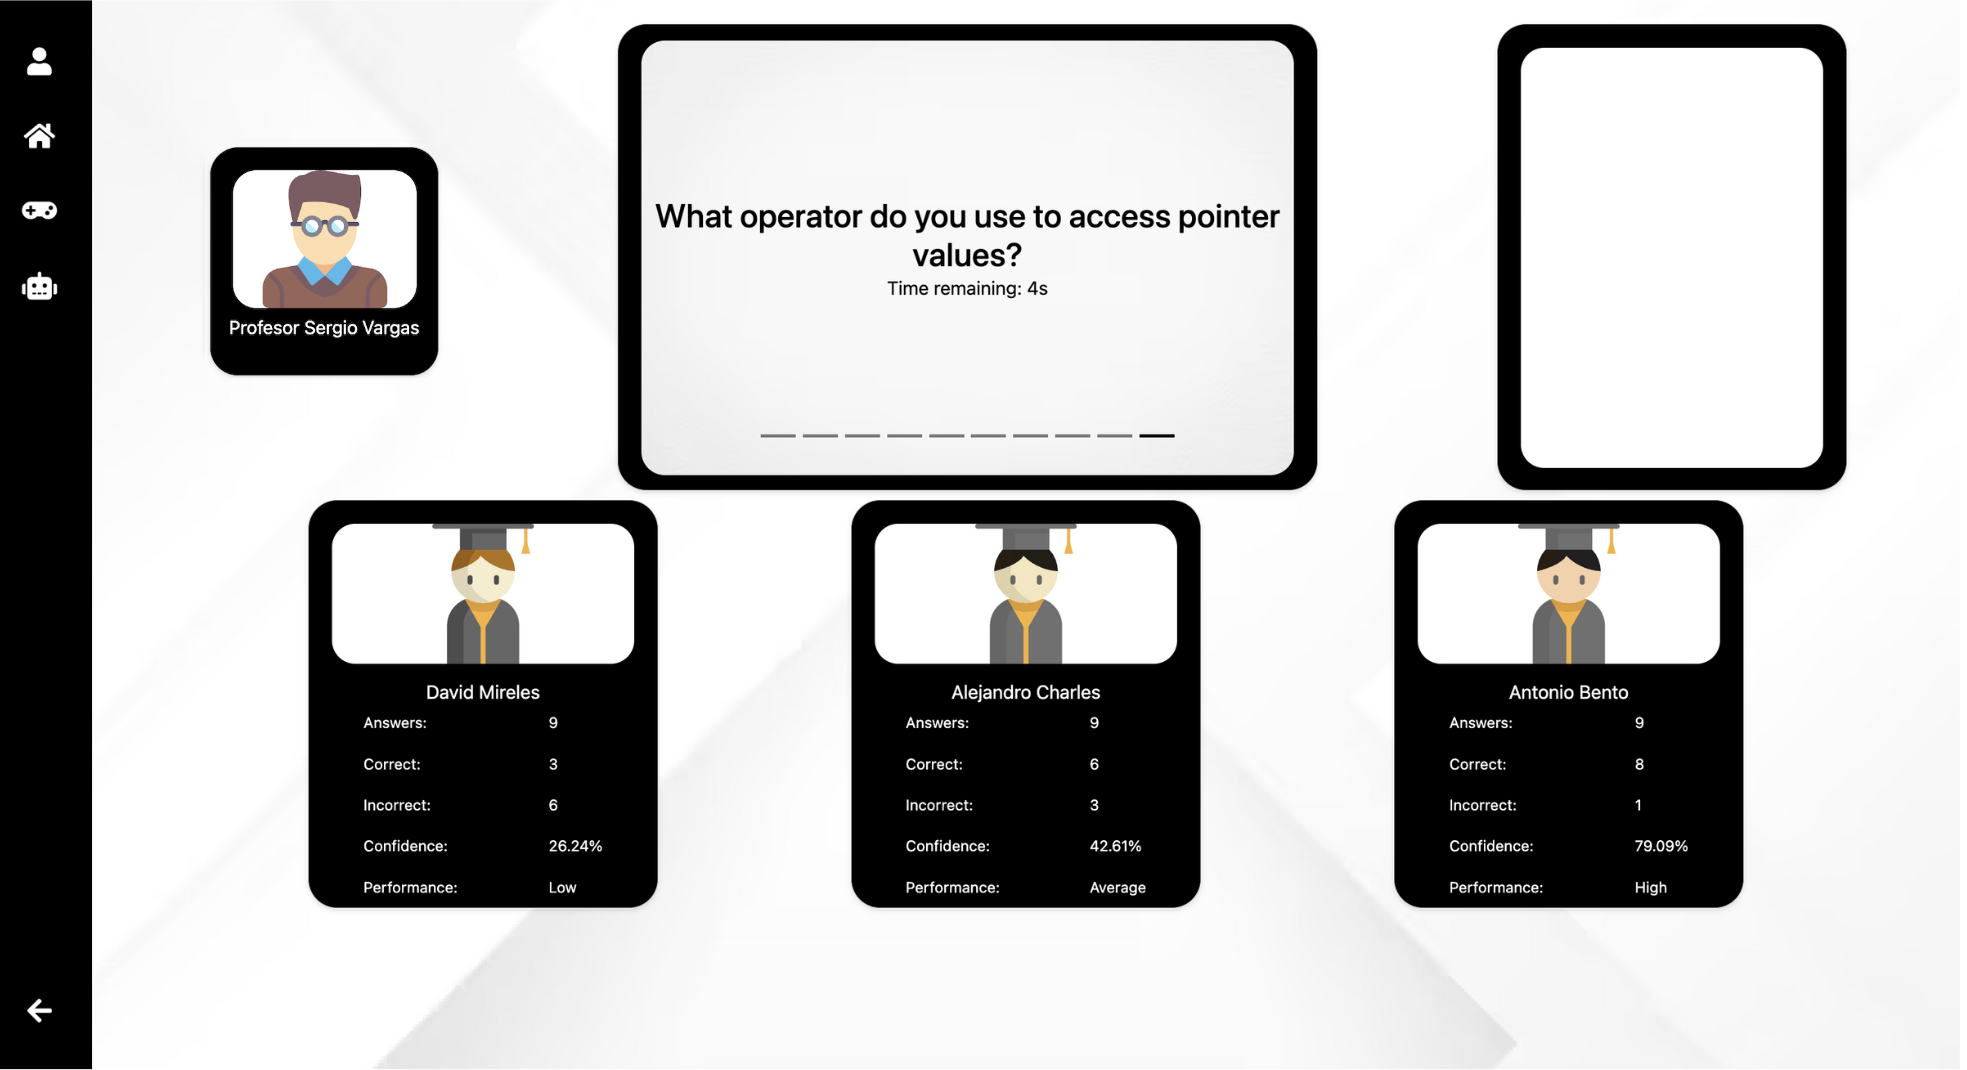 Profesor Sergio Vargas
What operator do you use to access pointer
values?
Time remaining: 4s
David Mireles
Answers: 9
Correct: 3
Incorrect: 6
Confidence: 26.24%
Performance: Low
Alejandro Charles
Answers: 9
Correct: 6
Incorrect: 3
Confidence: 42.61%
Performance: Average
Antonio Bento
Answers: 9
Correct: 8
Incorrect: 1
Confidence: 79.09%
Performance: High